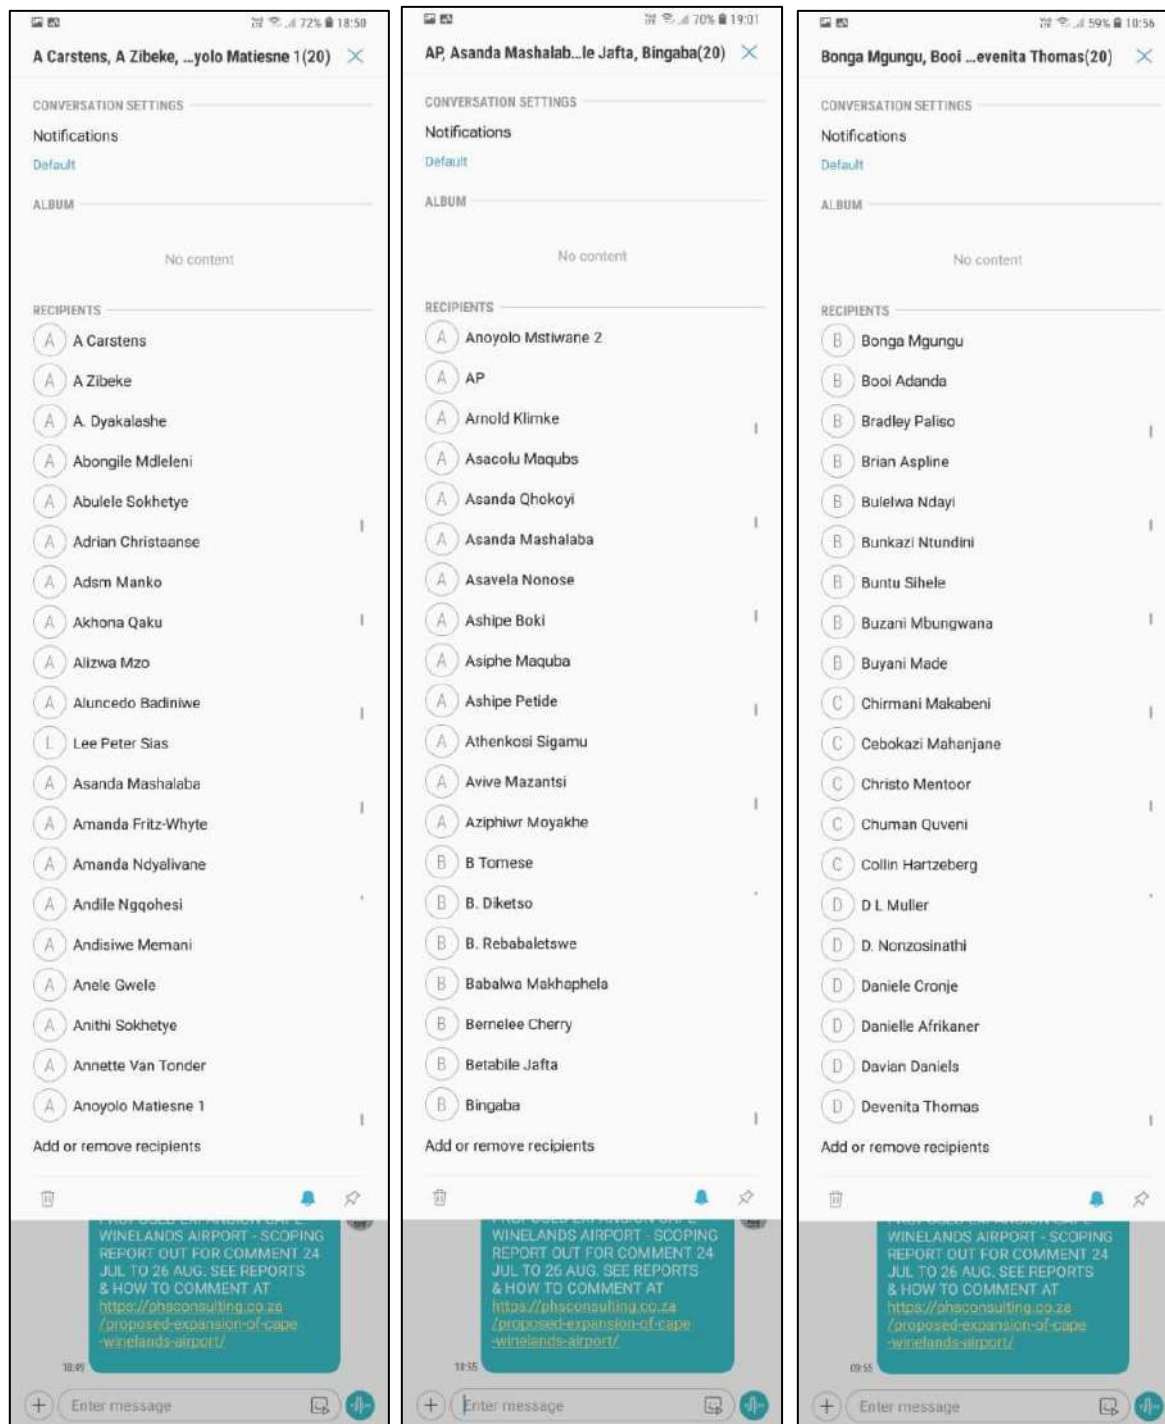 72% 18:50
A Carstens, A Zibeke, ...yolo Matiesne 1(20)
CONVERSATION SETTINGS
Notifications
Default
ALBUM
No content
RECIPIENTS
A A Carstens
A A Zibeke
A A. Dyakalashe
A Abongile Mdleleni
A Abulele Sokhetye
A Adrian Christaanse
A Adsm Manko
A Akhona Qaku
A Alizwa Mzo
A Aluncedo Badiniwe
L Lee Peter Sias
A Asanda Mashalaba
A Amanda Fritz-Whyte
A Amanda Ndyalivane
A Andile Ngqohesi
A Andisiwe Memani
A Anele Gwele
A Anithi Sokhetye
A Annette Van Tonder
A Anoyolo Matiesne 1
Add or remove recipients
PROPOSED EXPANSION CAPE
WINELANDS AIRPORT - SCOPING
REPORT OUT FOR COMMENT 24
JUL TO 26 AUG. SEE REPORTS
& HOW TO COMMENT AT
https://phsconsulting.co.za
/proposed-expansion-of-cape
-winelands-airport/
18:49
Enter message
70% 19:01
AP, Asanda Mashalab...le Jafta, Bingaba(20)
CONVERSATION SETTINGS
Notifications
Default
ALBUM
No content
RECIPIENTS
A Anoyolo Mstiwane 2
A AP
A Arnold Klimke
A Asacolu Maqubs
A Asanda Qhokoyi
A Asanda Mashalaba
A Asavela Nonose
A Ashipe Boki
A Asiphe Maquba
A Ashipe Petide
A Athenkosi Sigamu
A Avive Mazantsi
A Aziphiwr Moyakhe
B B Tomese
B B. Diketso
B B. Rebabaletswe
B Babalwa Makhaphela
B Bernelee Cherry
B Betabile Jafta
B Bingaba
Add or remove recipients
PROPOSED EXPANSION CAPE
WINELANDS AIRPORT - SCOPING
REPORT OUT FOR COMMENT 24
JUL TO 26 AUG. SEE REPORTS
& HOW TO COMMENT AT
https://phsconsulting.co.za
/proposed-expansion-of-cape
-winelands-airport/
18:55
Enter message
59% 10:56
Bonga Mgungu, Booi ...evenita Thomas(20)
CONVERSATION SETTINGS
Notifications
Default
ALBUM
No content
RECIPIENTS
B Bonga Mgungu
B Booi Adanda
B Bradley Paliso
B Brian Aspline
B Bulelwa Ndayi
B Bunkazi Ntundini
B Buntu Sihele
B Buzani Mbungwana
B Buyani Made
C Chirmani Makabeni
C Cebokazi Mahanjane
C Christo Mentoor
C Chuman Quveni
C Collin Hartzeberg
D D L Muller
D D. Nonzosinathi
D Daniele Cronje
D Danielle Afrikaner
D Davian Daniels
D Devenita Thomas
Add or remove recipients
PROPOSED EXPANSION CAPE
WINELANDS AIRPORT - SCOPING
REPORT OUT FOR COMMENT 24
JUL TO 26 AUG. SEE REPORTS
& HOW TO COMMENT AT
https://phsconsulting.co.za
/proposed-expansion-of-cape
-winelands-airport/
09:55
Enter message